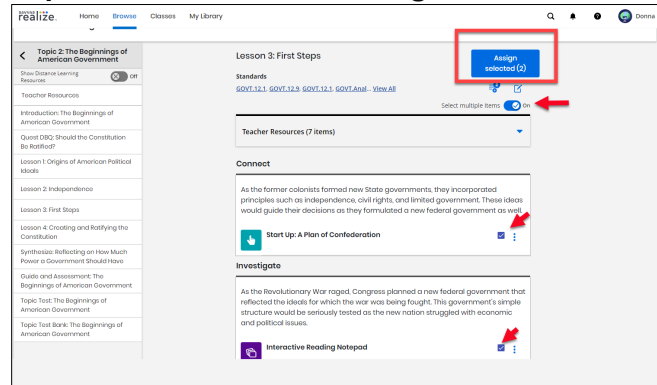 realize.
Home Browse Classes My Library
Donna
Topic 2: The Beginnings of
American Government
Show Distance Learning
Resources
Off
Teacher Resources
Introduction: The Beginnings of
American Government
Quest DBQ: Should the Constitution
Be Ratified?
Lesson 1: Origins of American Political
Ideals
Lesson 2: Independence
Lesson 3: First Steps
Lesson 4: Creating and Ratifying the
Constitution
Synthesize: Reflecting on How Much
Power a Government Should Have
Guide and Assessment: The
Beginnings of American Government
Topic Test: The Beginnings of
American Government
Topic Test Bank: The Beginnings of
American Government
Lesson 3: First Steps
Assign
selected (2)
Standards
GOVT.12.1, GOVT.12.9, GOVT.12.1, GOVT.Anal... View All
Select multiple items On
Teacher Resources (7 items)
Connect
As the former colonists formed new State governments, they incorporated
principles such as independence, civil rights, and limited government. These ideas
would guide their decisions as they formulated a new federal government as well.
Start Up: A Plan of Confederation
Investigate
As the Revolutionary War raged, Congress planned a new federal government that
reflected the ideals for which the war was being fought. This government's simple
structure would be seriously tested as the new nation struggled with economic
and political issues.
Interactive Reading Notepad